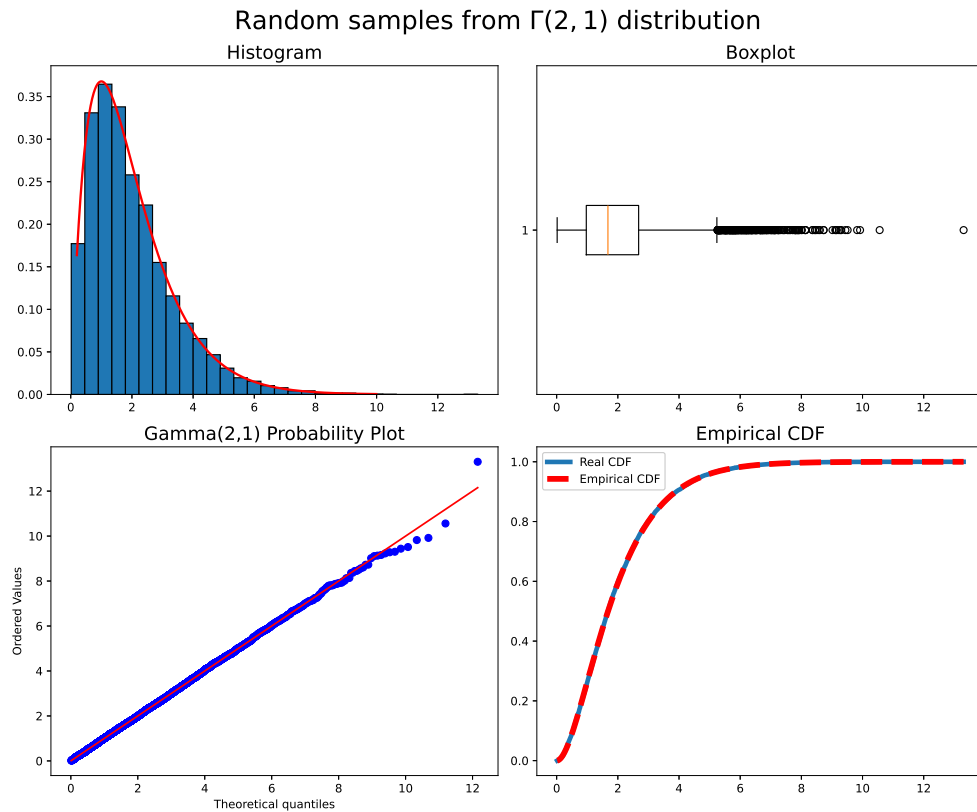 Random samples from Γ(2, 1) distribution
Histogram
0.35
0.30
0.25
0.20
0.15
0.10
0.05
0.00
0 2 4 6 8 10 12
Boxplot
1
0 2 4 6 8 10 12
Gamma(2,1) Probability Plot
Ordered Values
12
10
8
6
4
2
0
0 2 4 6 8 10 12
Theoretical quantiles
Empirical CDF
Real CDF
Empirical CDF
1.0
0.8
0.6
0.4
0.2
0.0
0 2 4 6 8 10 12